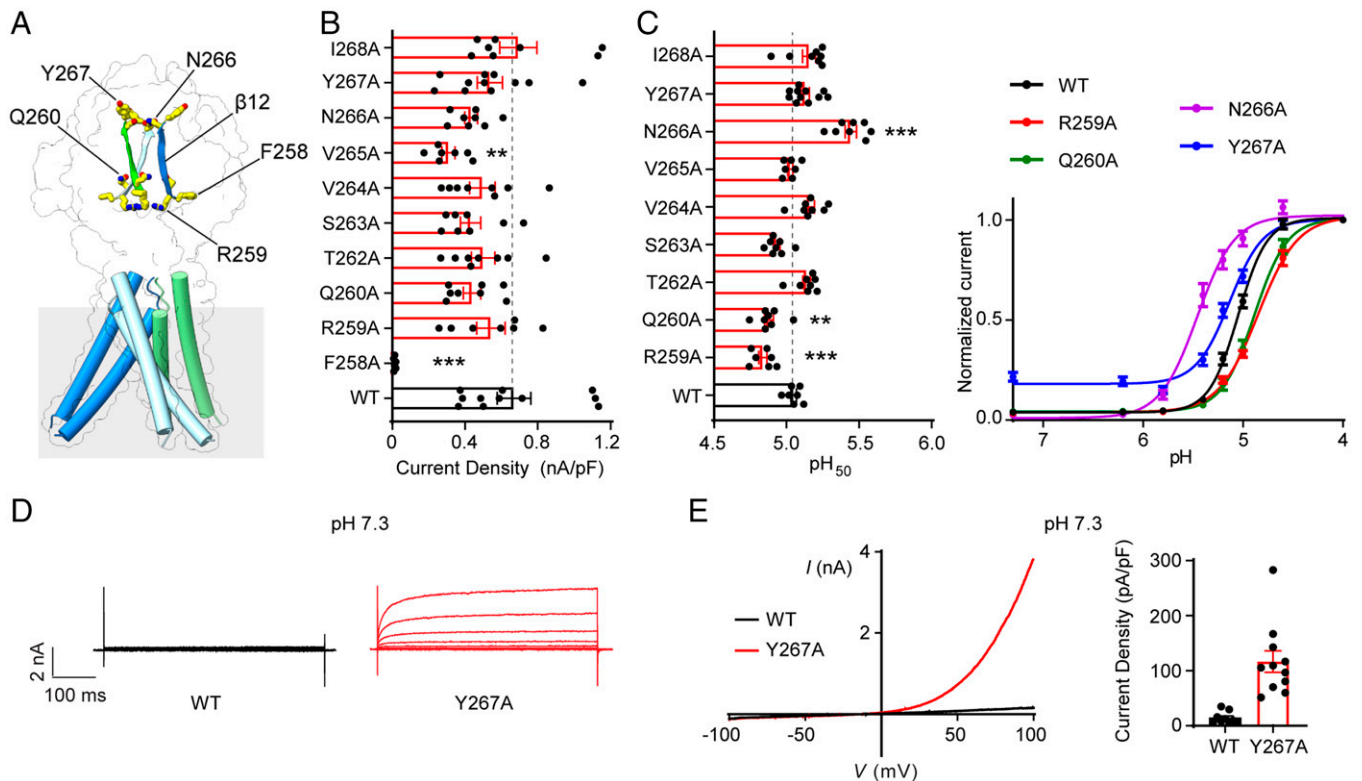 A
Y267
N266
Q260
β12
F258
R259
B
I268A
Y267A
N266A
V265A
**
V264A
S263A
T262A
Q260A
R259A
F258A
***
WT
0
0.4
0.8
1.2
Current Density (nA/pF)
C
I268A
Y267A
N266A
***
V265A
V264A
S263A
T262A
Q260A
**
R259A
***
WT
4.5
5.0
5.5
6.0
pH50
WT
R259A
Q260A
N266A
Y267A
Normalized current
1.0
0.5
0.0
7
6
5
4
pH
D
pH 7.3
2 nA
100 ms
WT
Y267A
E
pH 7.3
I (nA)
4
2
WT
Y267A
-100
-50
0
50
100
V (mV)
Current Density (pA/pF)
300
200
100
0
WT
Y267A